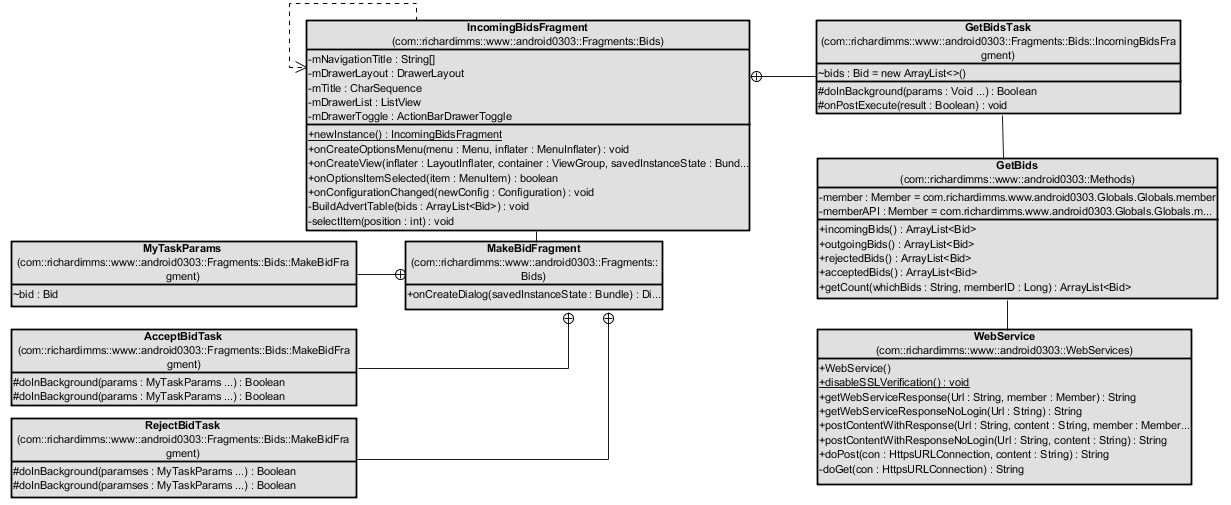 IncomingBidsFragment
(com::richardimms::www::android0303::Fragments::Bids)
-mNavigationTitle : String[]
-mDrawerLayout : DrawerLayout
-mTitle : CharSequence
-mDrawerList : ListView
-mDrawerToggle : ActionBarDrawerToggle
+newInstance() : IncomingBidsFragment
+onCreateOptionsMenu(menu : Menu, inflater : MenuInflater) : void
+onCreateView(inflater : LayoutInflater, container : ViewGroup, savedInstanceState : Bund...
+onOptionsItemSelected(item : MenuItem) : boolean
+onConfigurationChanged(newConfig : Configuration) : void
-BuildAdvertTable(bids : ArrayList<Bid>) : void
-selectItem(position : int) : void
GetBidsTask
(com::richardimms::www::android0303::Fragments::Bids::IncomingBidsFra
gment)
~bids : Bid = new ArrayList<>()
#doInBackground(params : Void ...) : Boolean
#onPostExecute(result : Boolean) : void
GetBids
(com::richardimms::www::android0303::Methods)
-member : Member = com.richardimms.www.android0303.Globals.Globals.member
-memberAPI : Member = com.richardimms.www.android0303.Globals.Globals.m...
+incomingBids() : ArrayList<Bid>
+outgoingBids() : ArrayList<Bid>
+rejectedBids() : ArrayList<Bid>
+acceptedBids() : ArrayList<Bid>
+getCount(whichBids : String, memberID : Long) : ArrayList<Bid>
MyTaskParams
(com::richardimms::www::android0303::Fragments::Bids::MakeBidFra
gment)
~bid : Bid
MakeBidFragment
(com::richardimms::www::android0303::Fragments::
Bids)
+onCreateDialog(savedInstanceState : Bundle) : Di...
AcceptBidTask
(com::richardimms::www::android0303::Fragments::Bids::MakeBidFra
gment)
#doInBackground(params : MyTaskParams ...) : Boolean
#doInBackground(params : MyTaskParams ...) : Boolean
RejectBidTask
(com::richardimms::www::android0303::Fragments::Bids::MakeBidFra
gment)
#doInBackground(paramses : MyTaskParams ...) : Boolean
#doInBackground(paramses : MyTaskParams ...) : Boolean
WebService
(com::richardimms::www::android0303::WebServices)
+WebService()
+disableSSLVerification() : void
+getWebServiceResponse(Url : String, member : Member) : String
+getWebServiceResponseNoLogin(Url : String) : String
+postContentWithResponse(Url : String, content : String, member : Member...
+postContentWithResponseNoLogin(Url : String, content : String) : String
+doPost(con : HttpsURLConnection, content : String) : String
-doGet(con : HttpsURLConnection) : String